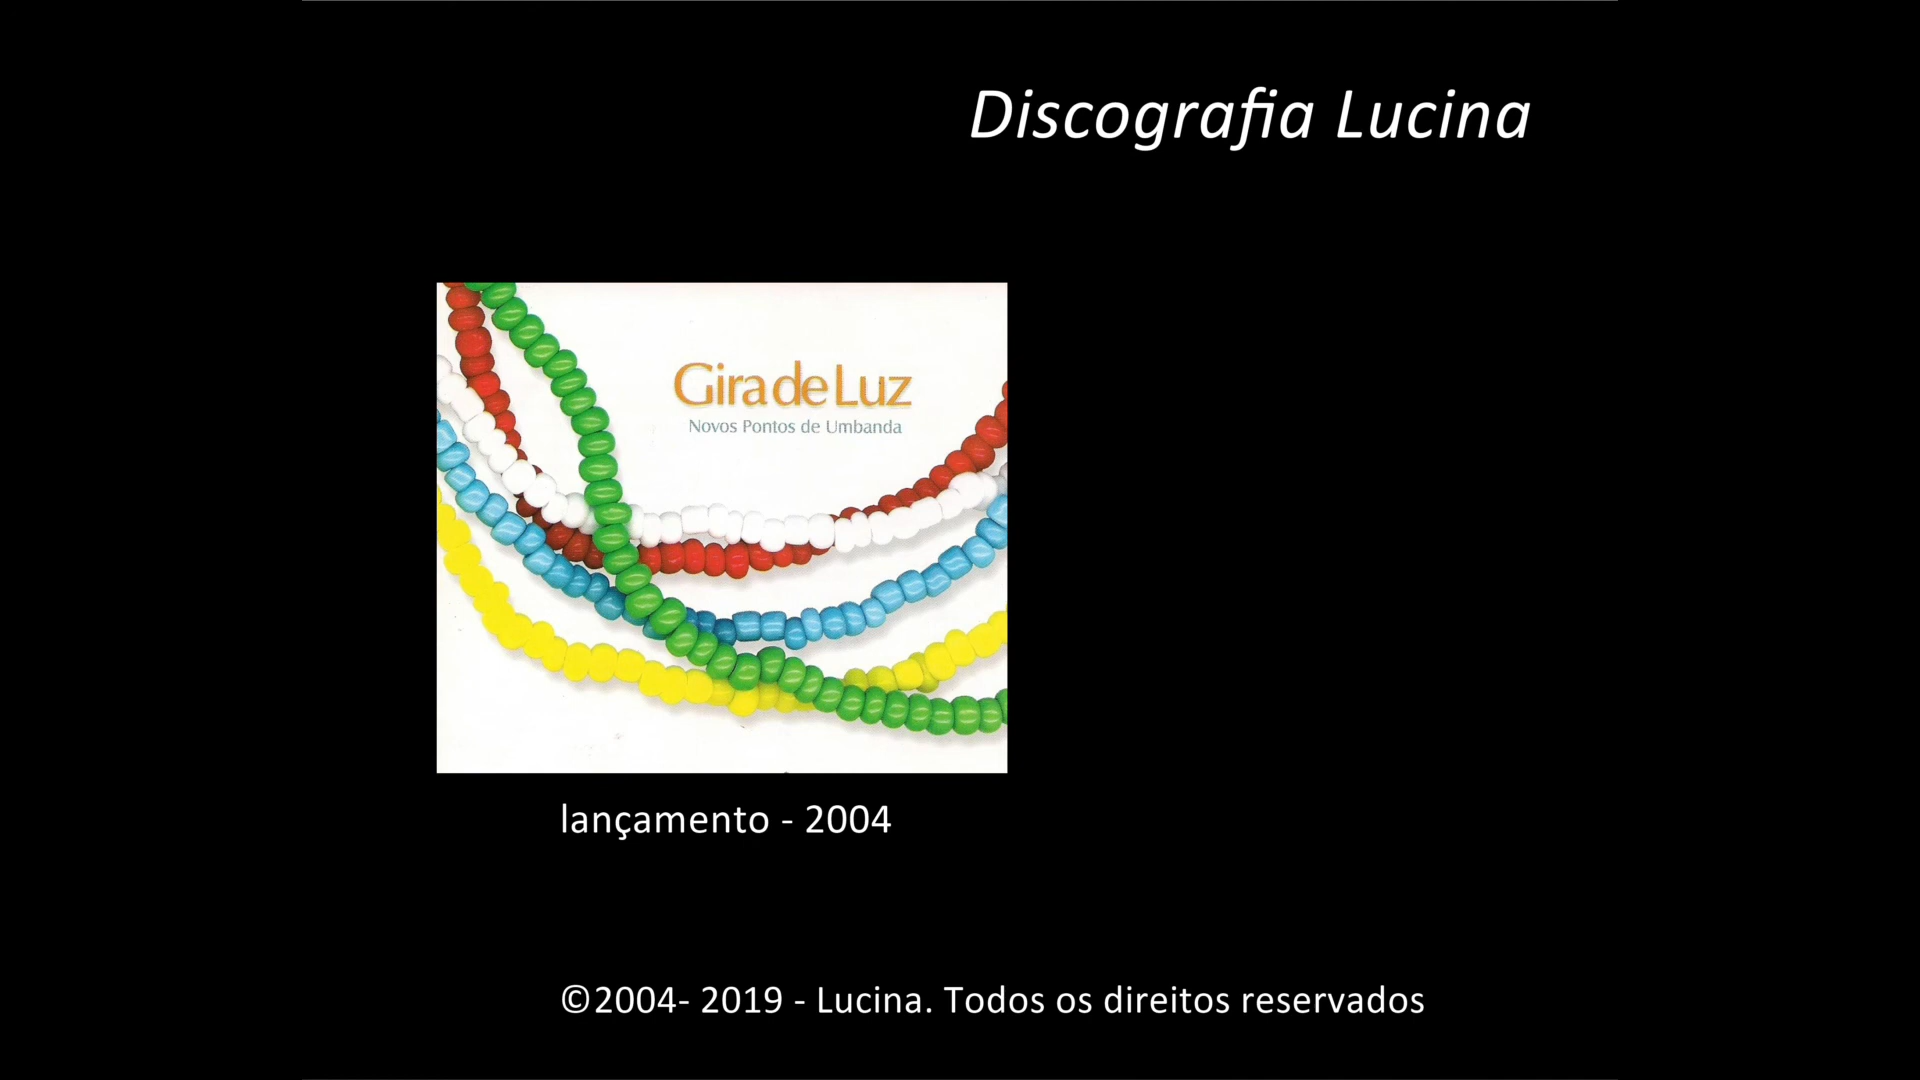 Discografia Lucina
Gira de Luz
Novos Pontos de Umbanda
lançamento - 2004
©2004- 2019 - Lucina. Todos os direitos reservados